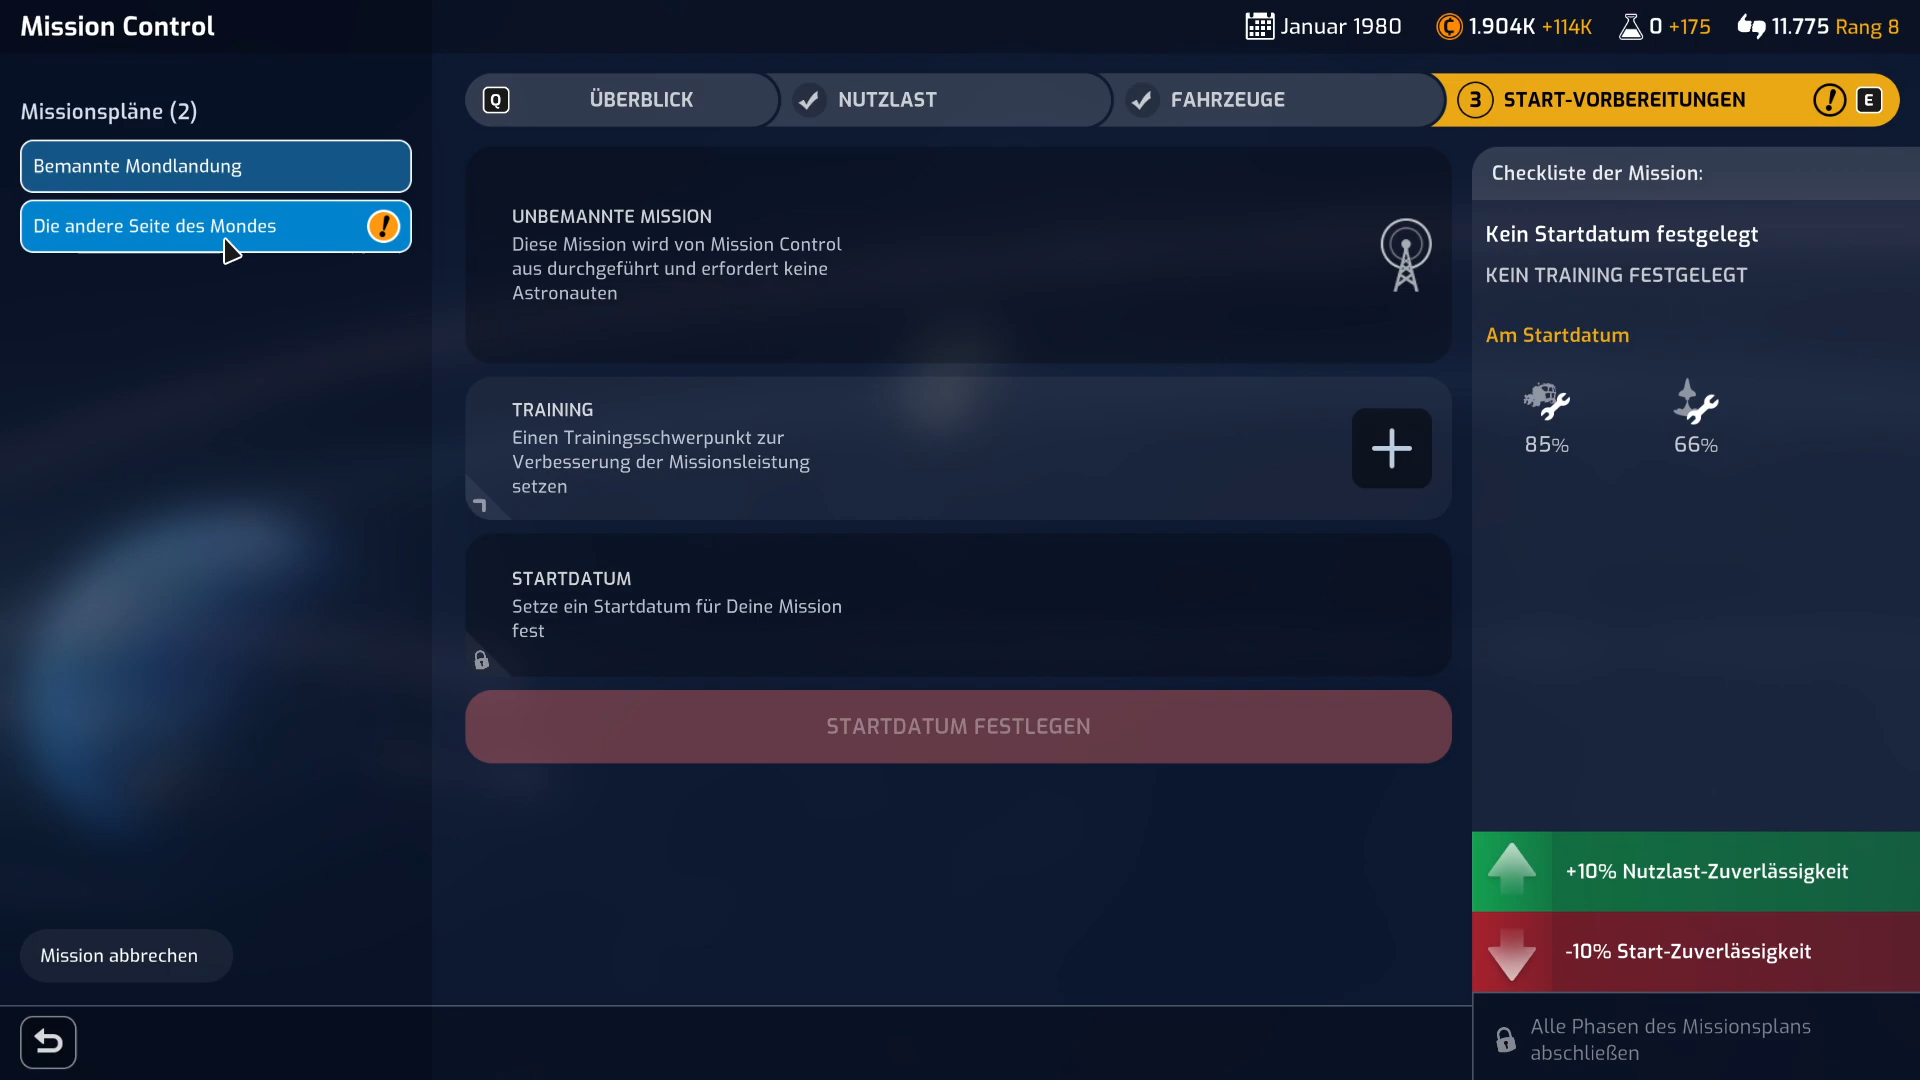 Mission Control
Januar 1980
1.904K +114K
0 +175
11.775 Rang 8
Missionspläne (2)
Bemannte Mondlandung
Die andere Seite des Mondes
Q
ÜBERBLICK
NUTZLAST
FAHRZEUGE
3 START-VORBEREITUNGEN
E
UNBEMANNTE MISSION
Diese Mission wird von Mission Control
aus durchgeführt und erfordert keine
Astronauten
TRAINING
Einen Trainingsschwerpunkt zur
Verbesserung der Missionsleistung
setzen
STARTDATUM
Setze ein Startdatum für Deine Mission
fest
STARTDATUM FESTLEGEN
Checkliste der Mission:
Kein Startdatum festgelegt
KEIN TRAINING FESTGELEGT
Am Startdatum
85% 66%
+10% Nutzlast-Zuverlässigkeit
-10% Start-Zuverlässigkeit
Alle Phasen des Missionsplans
abschließen
Mission abbrechen